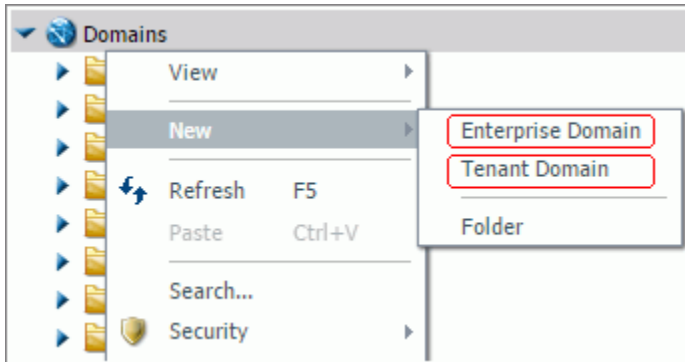 Domains
View
New
Enterprise Domain
Tenant Domain
Folder
Refresh F5
Paste Ctrl+V
Search...
Security